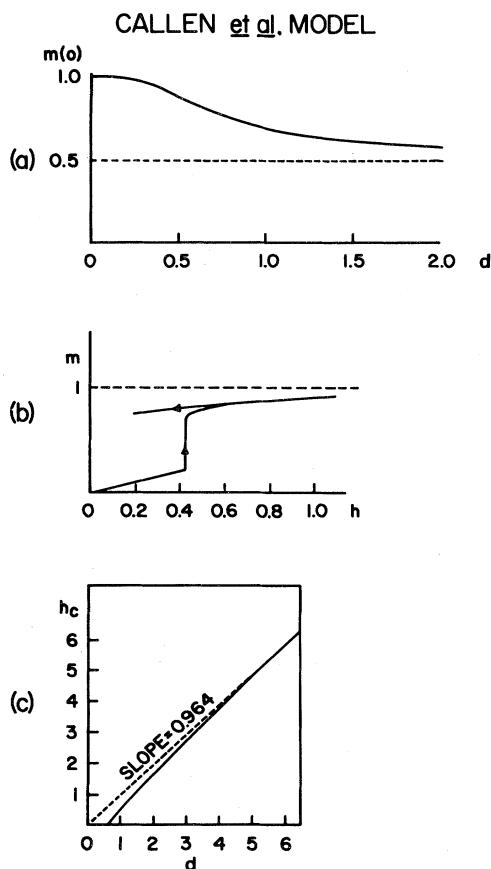 CALLEN et al. MODEL
m(o)
1.0
(a) 0.5
0 0.5 1.0 1.5 2.0 d
m
1
(b)
0 0.2 0.4 0.6 0.8 1.0 h
hc
6
5
4
(c)
3
2
1
SLOPE=0.964
0 1 2 3 4 5 6
d